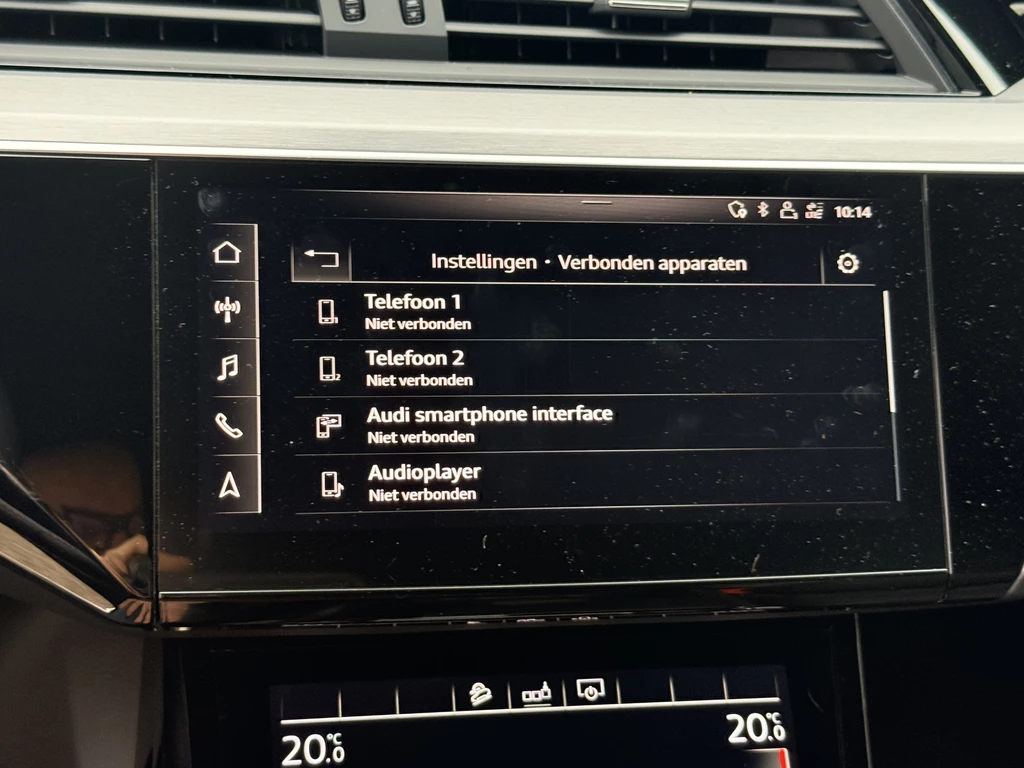 10:14
Instellingen · Verbonden apparaten
Telefoon 1
Niet verbonden
Telefoon 2
Niet verbonden
Audi smartphone interface
Niet verbonden
Audioplayer
Niet verbonden
20.0 °C
20.0 °C